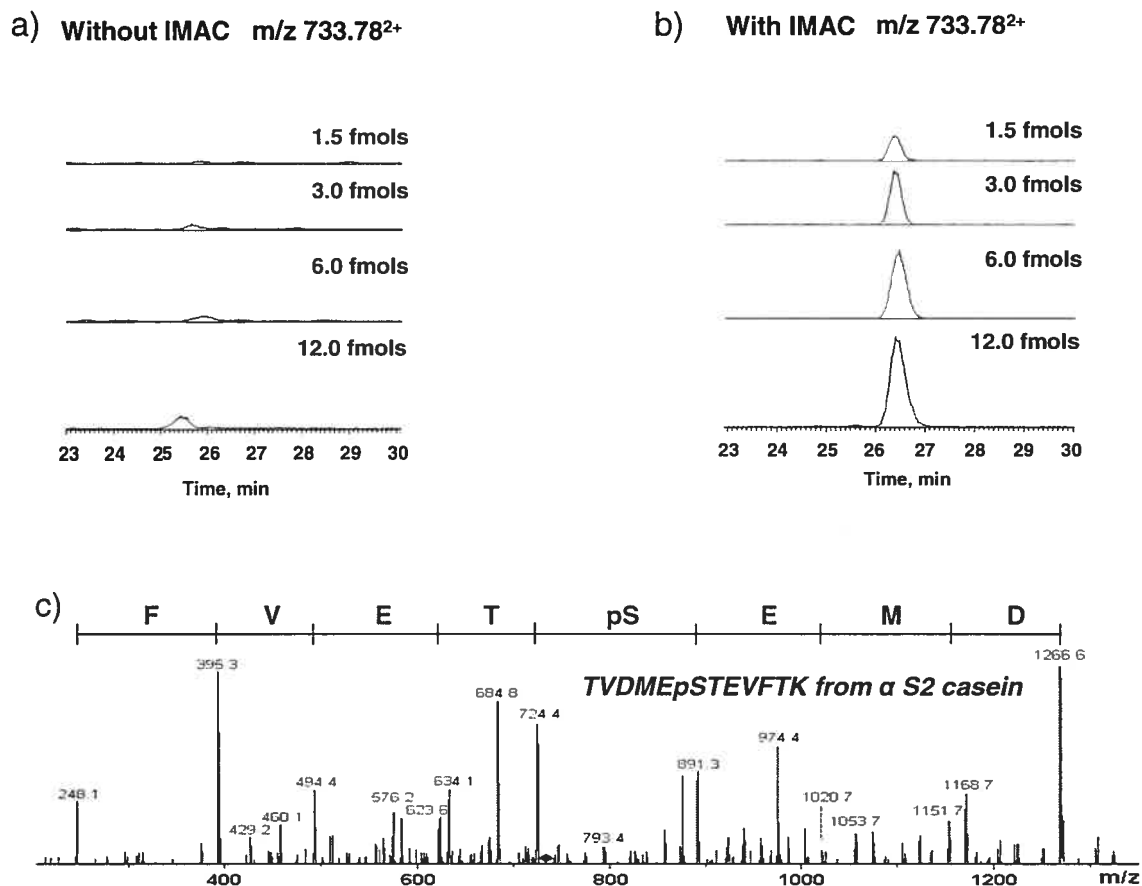 a) Without IMAC m/z 733.78²⁺
1.5 fmols
3.0 fmols
6.0 fmols
12.0 fmols
23 24 25 26 27 28 29 30
Time, min
b) With IMAC m/z 733.78²⁺
1.5 fmols
3.0 fmols
6.0 fmols
12.0 fmols
23 24 25 26 27 28 29 30
Time, min
c) F V E T pS E M D
TVDMEpSTEVFTK from α S2 casein
248.1
395.3
429.2
460.1
494.4
576.2
623.6
634.1
684.8
724.4
793.4
891.3
974.4
1020.7
1053.7
1151.7
1168.7
1266.6
400 600 800 1000 1200 m/z